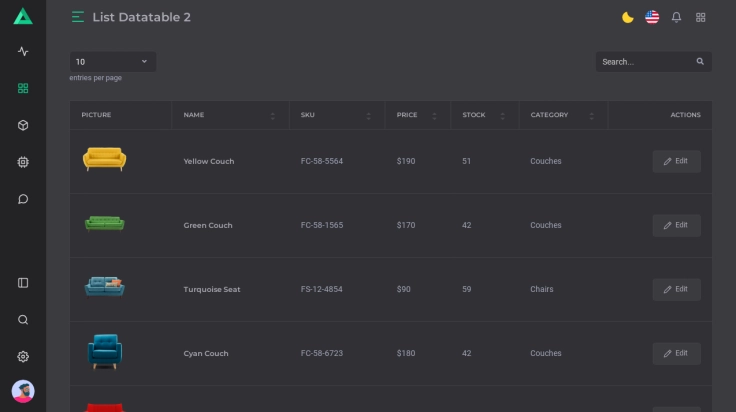 List Datatable 2
10
Search...
entries per page
PICTURE NAME SKU PRICE STOCK CATEGORY ACTIONS
Yellow Couch FC-58-5564 $190 51 Couches Edit
Green Couch FC-58-1565 $170 42 Couches Edit
Turquoise Seat FS-12-4854 $90 59 Chairs Edit
Cyan Couch FC-58-6723 $180 42 Couches Edit